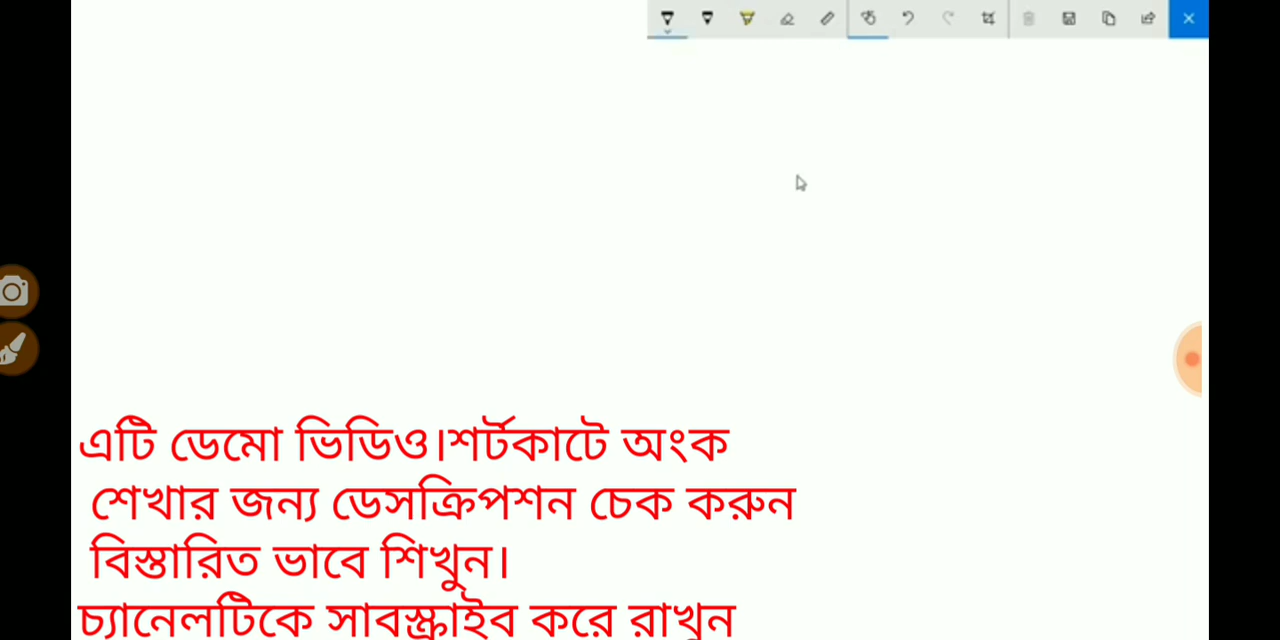 এটি ডেমো ভিডিও।শর্টকাটে অংক
শেখার জন্য ডেসক্রিপশন চেক করুন
বিস্তারিত ভাবে শিখুন।
চ্যানেলটিকে সাবস্ক্রাইব করে রাখুন